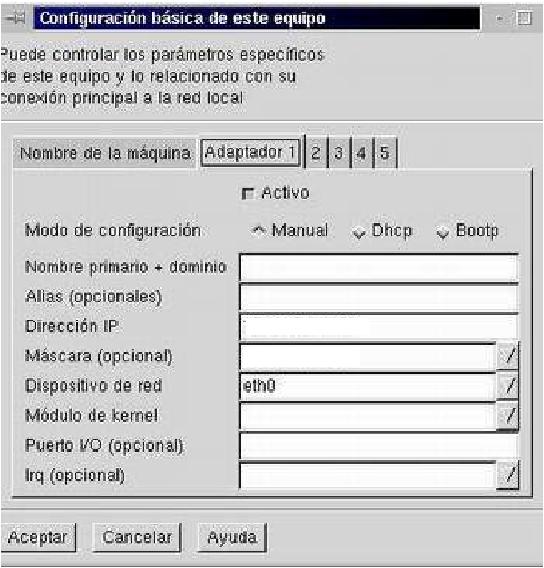 Configuración básica de este equipo
Puede controlar los parámetros específicos
de este equipo y lo relacionado con su
conexión principal a la red local
Nombre de la máquina Adaptador 1 2 3 4 5
Activo
Modo de configuración Manual Dhcp Bootp
Nombre primario + dominio
Alias (opcionales)
Dirección IP
Máscara (opcional)
Dispositivo de red eth0
Módulo de kernel
Puerto I/O (opcional)
Irq (opcional)
Aceptar Cancelar Ayuda